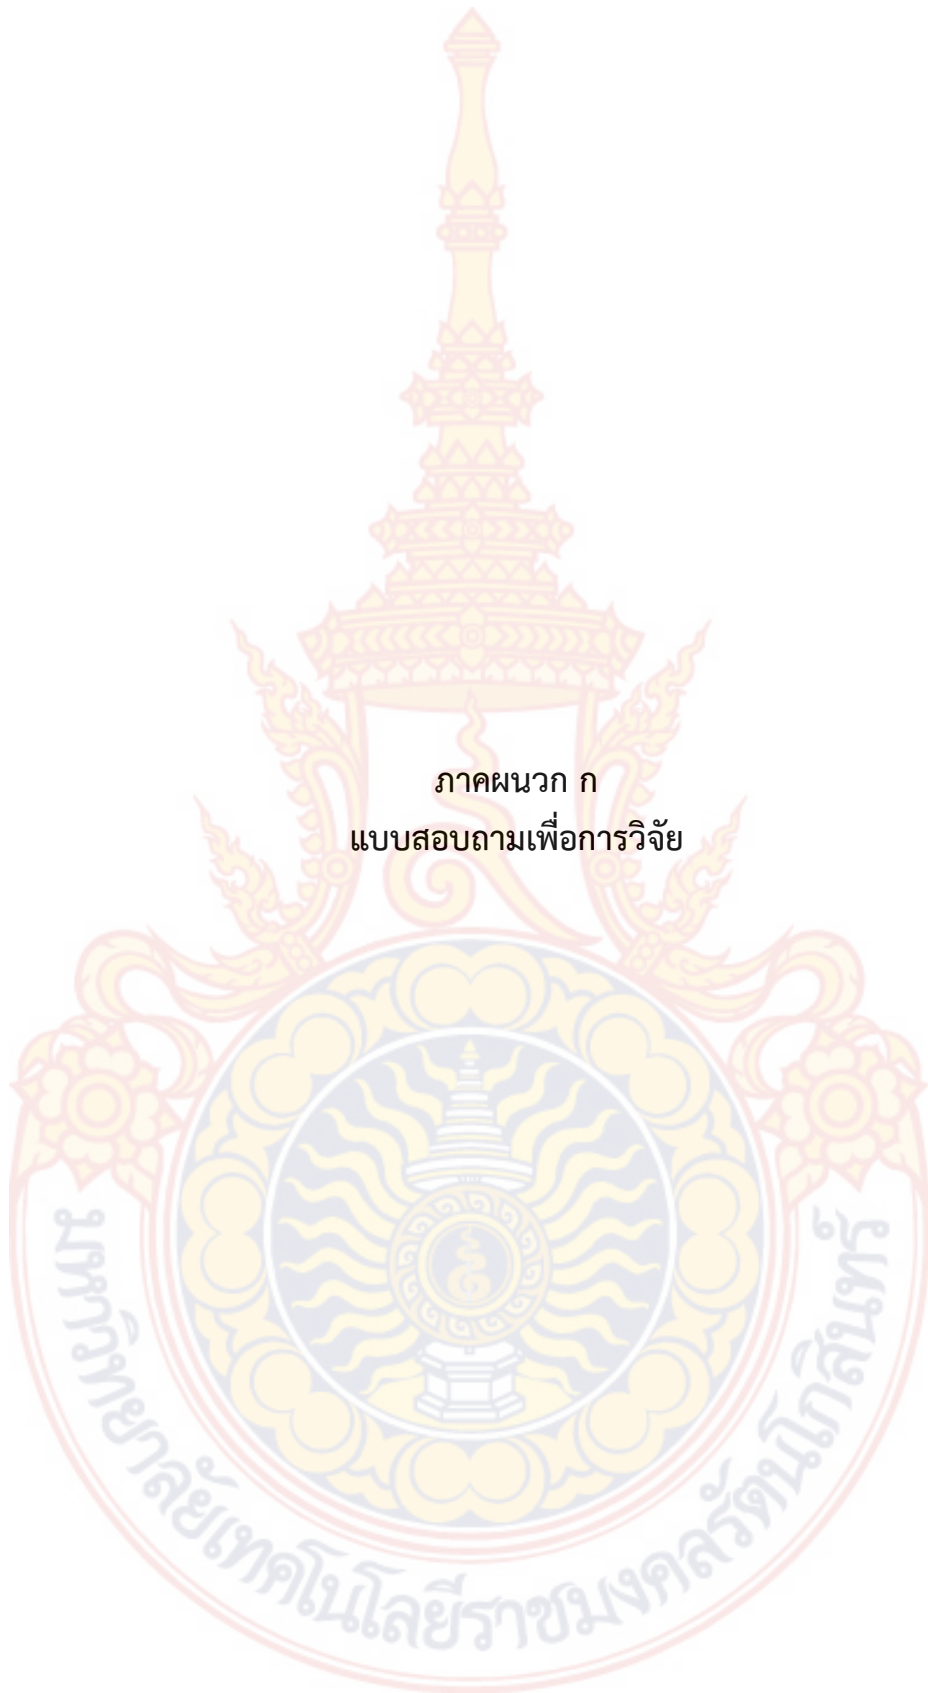 ภาคผนวก ก
แบบสอบถามเพื่อการวิจัย
มหาวิทยาลัยเทคโนโลยีราชมงคลรัตนโกสินทร์